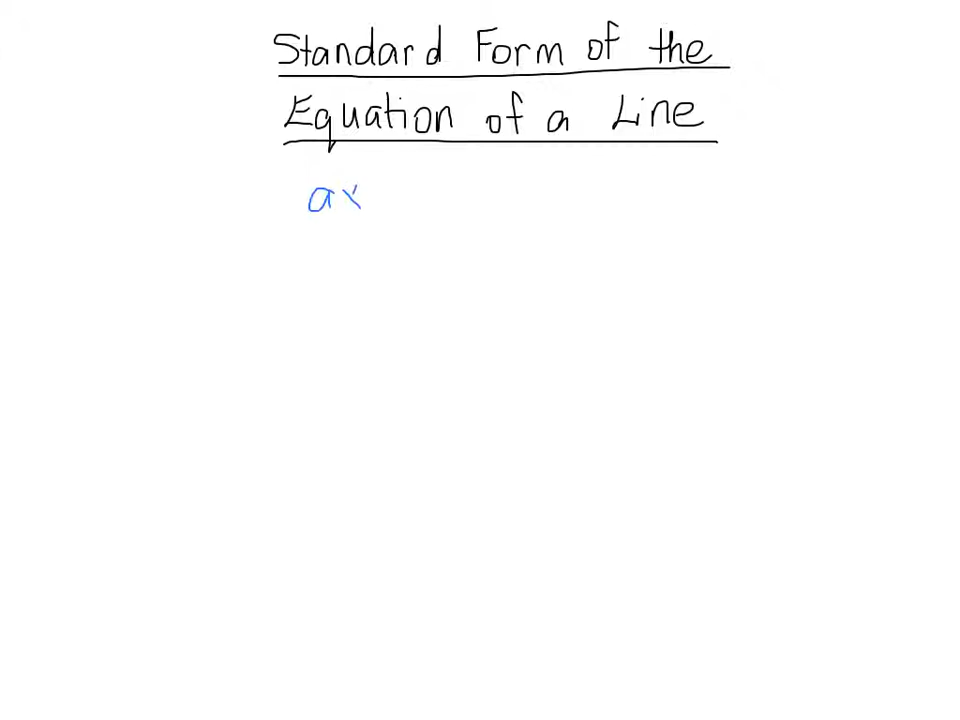 Standard Form of the
Equation of a Line
ax